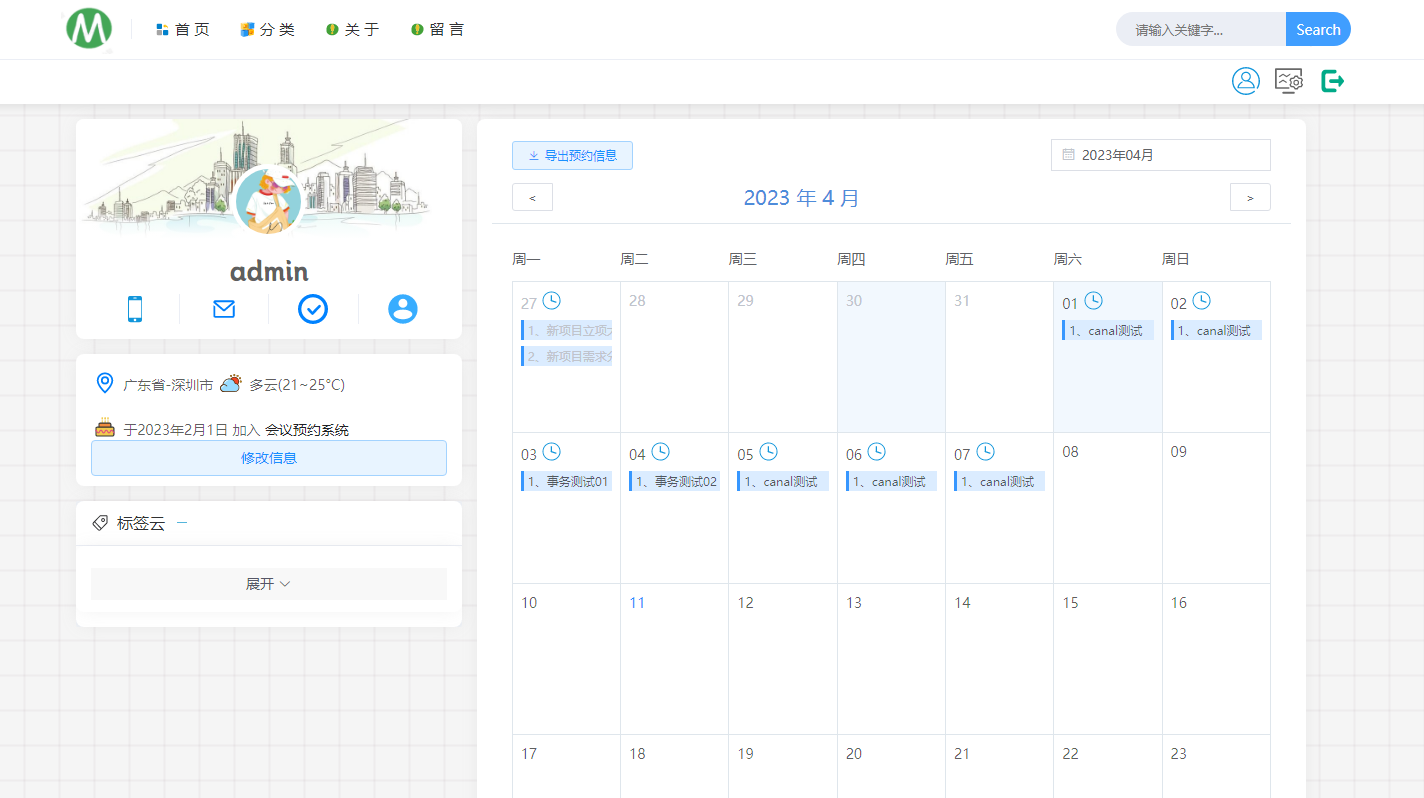 首 页
分 类
关 于
留 言
请输入关键字...
Search
admin
广东省-深圳市 多云(21~25°C)
于2023年2月1日 加入 会议预约系统
修改信息
标签云
展开
导出预约信息
2023年04月
<
2023 年 4 月
>
周一 周二 周三 周四 周五 周六 周日
27 28 29 30 31 01 02
1、新项目立项 1、canal测试 1、canal测试
2、新项目需求
03 04 05 06 07 08 09
1、事务测试01 1、事务测试02 1、canal测试 1、canal测试 1、canal测试
10 11 12 13 14 15 16
17 18 19 20 21 22 23